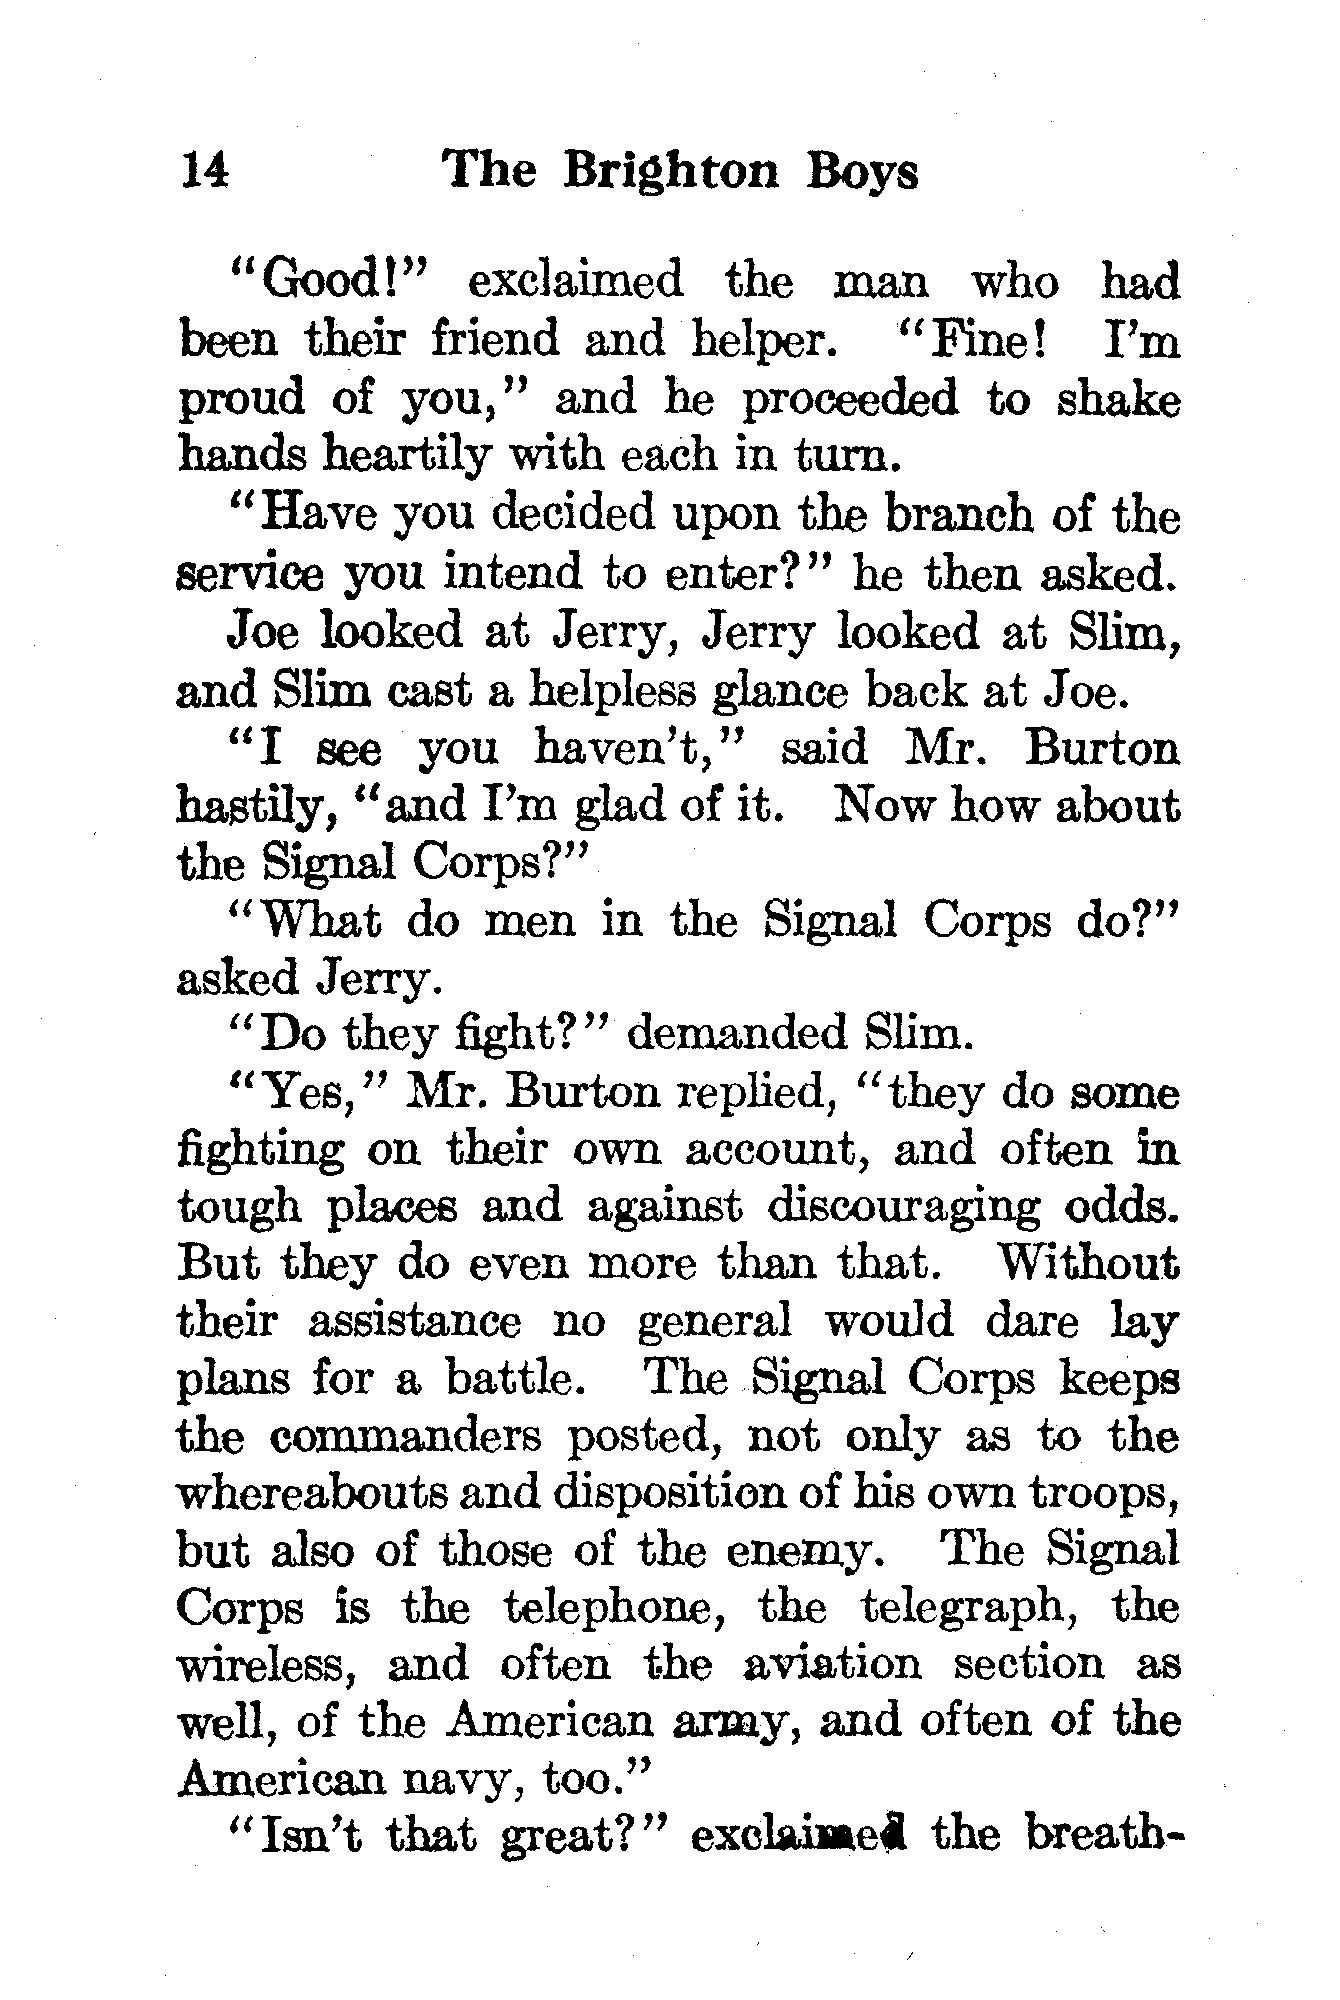 14 The Brighton Boys
"Good!" exclaimed the man who had
been their friend and helper. "Fine! I'm
proud of you," and he proceeded to shake
hands heartily with each in turn.
"Have you decided upon the branch of the
service you intend to enter?" he then asked.
Joe looked at Jerry, Jerry looked at Slim,
and Slim cast a helpless glance back at Joe.
"I see you haven't," said Mr. Burton
hastily, "and I'm glad of it. Now how about
the Signal Corps?"
"What do men in the Signal Corps do?"
asked Jerry.
"Do they fight?" demanded Slim.
"Yes," Mr. Burton replied, "they do some
fighting on their own account, and often in
tough places and against discouraging odds.
But they do even more than that. Without
their assistance no general would dare lay
plans for a battle. The Signal Corps keeps
the commanders posted, not only as to the
whereabouts and disposition of his own troops,
but also of those of the enemy. The Signal
Corps is the telephone, the telegraph, the
wireless, and often the aviation section as
well, of the American army, and often of the
American navy, too."
"Isn't that great?" exclaimed the breath-